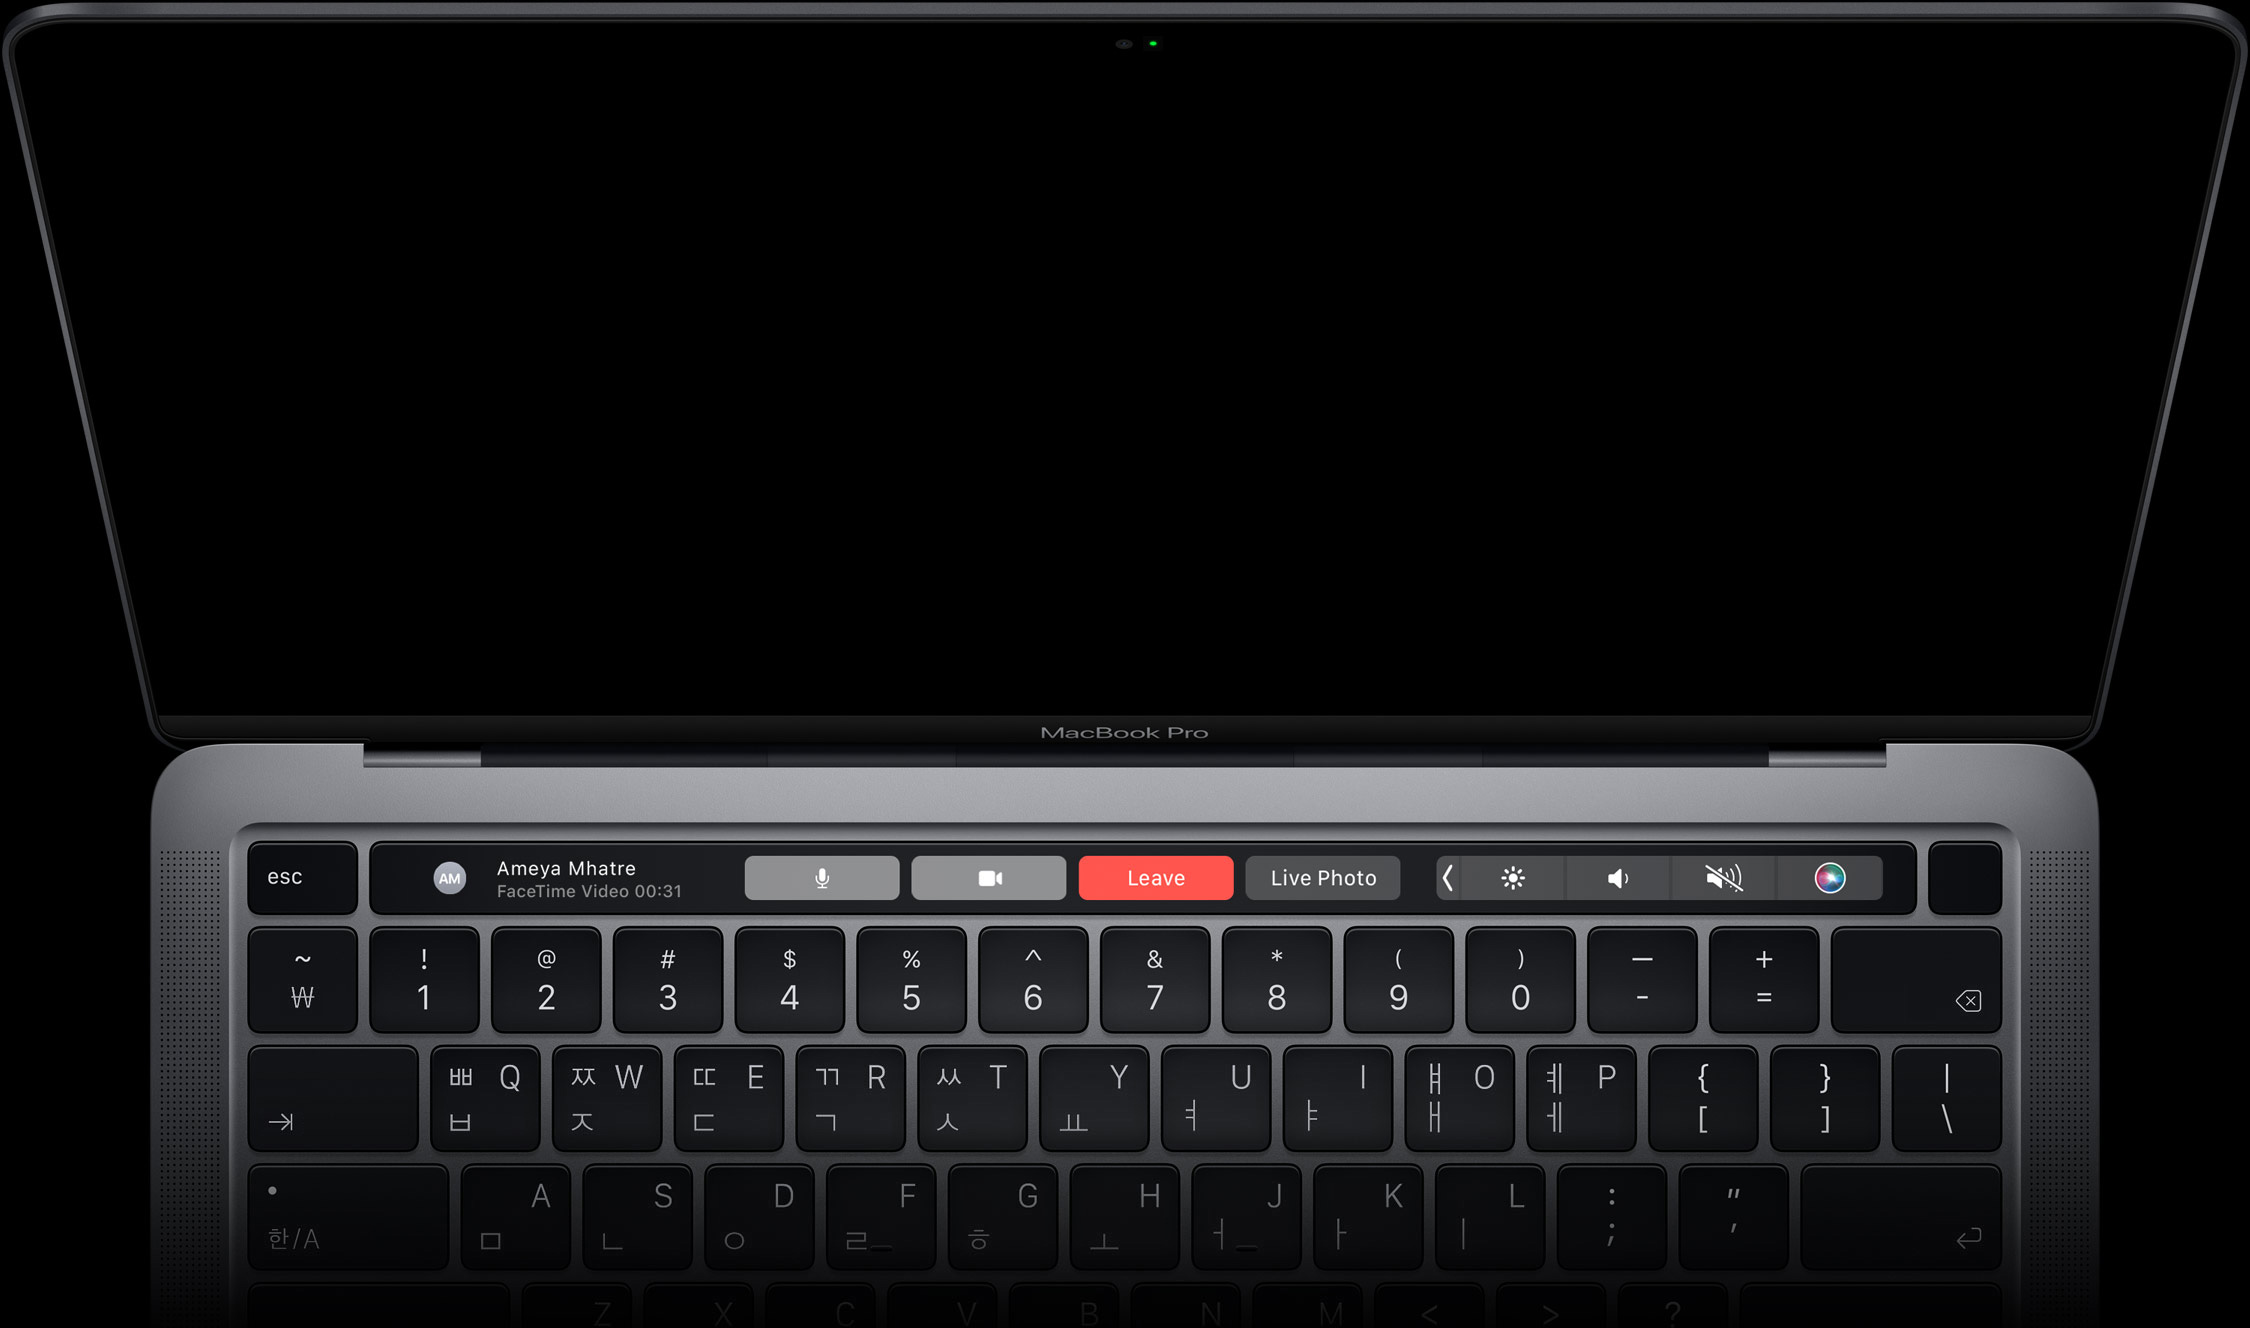 MacBook Pro
esc AM Ameya Mhatre Leave Live Photo
FaceTime Video 00:31
~ ! @ # $ % ^ & * ( ) — +
₩ 1 2 3 4 5 6 7 8 9 0 - =
ㅃ Q ㅉ W ㄸ E ㄲ R ㅆ T Y U I ㅒ O ㅖ P { } |
ㅂ ㅈ ㄷ ㄱ ㅅ ㅛ ㅕ ㅑ ㅐ ㅔ [ ] \
• A S D F G H J K L : "
한/A ㅁ ㄴ ㅇ ㄹ ㅎ ㅗ ㅓ ㅏ ㅣ ; '
Z X C V B N M < > ?